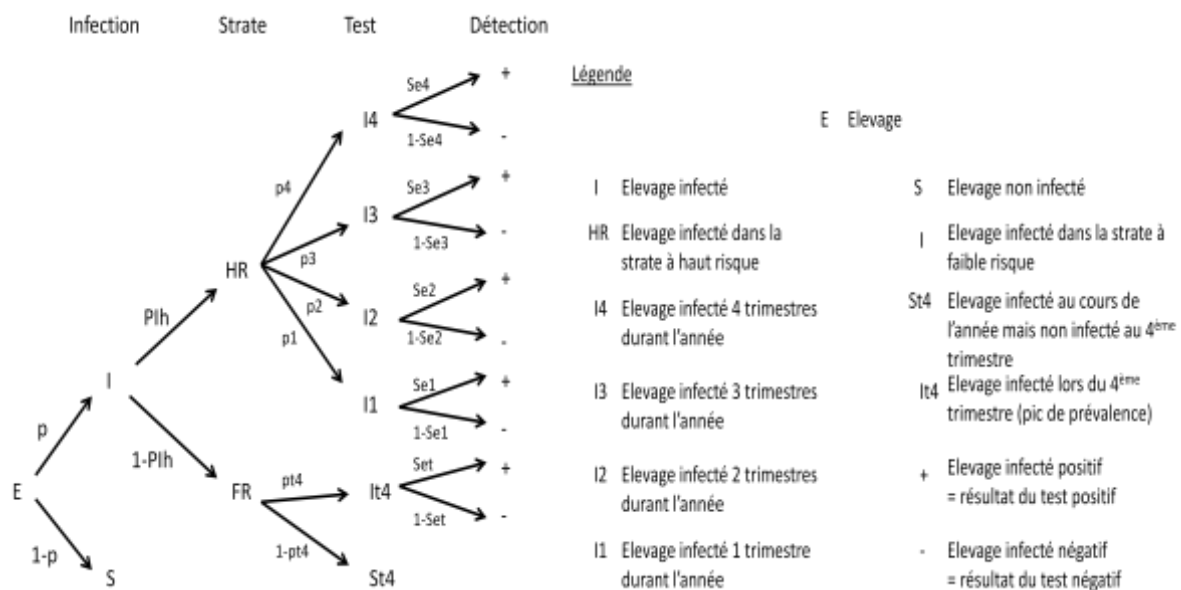 Infection Strate Test Détection
Légende
E Elevage
I4
Se4
+
1-Se4
-
p4
I3
Se3
+
1-Se3
-
p3
HR
I2
Se2
+
1-Se2
-
p2
p1
I1
Se1
+
1-Se1
-
PIh
I
1-PIh
p
E
1-p
S
FR
pt4
It4
Set
+
1-Set
-
1-pt4
St4
I Elevage infecté
HR Elevage infecté dans la
strate à haut risque
I4 Elevage infecté 4 trimestres
durant l'année
I3 Elevage infecté 3 trimestres
durant l'année
I2 Elevage infecté 2 trimestres
durant l'année
I1 Elevage infecté 1 trimestre
durant l'année
S Elevage non infecté
I Elevage infecté dans la strate à
faible risque
St4 Elevage infecté au cours de
l'année mais non infecté au 4ème
trimestre
It4 Elevage infecté lors du 4ème
trimestre (pic de prévalence)
+ Elevage infecté positif
= résultat du test positif
- Elevage infecté négatif
= résultat du test négatif